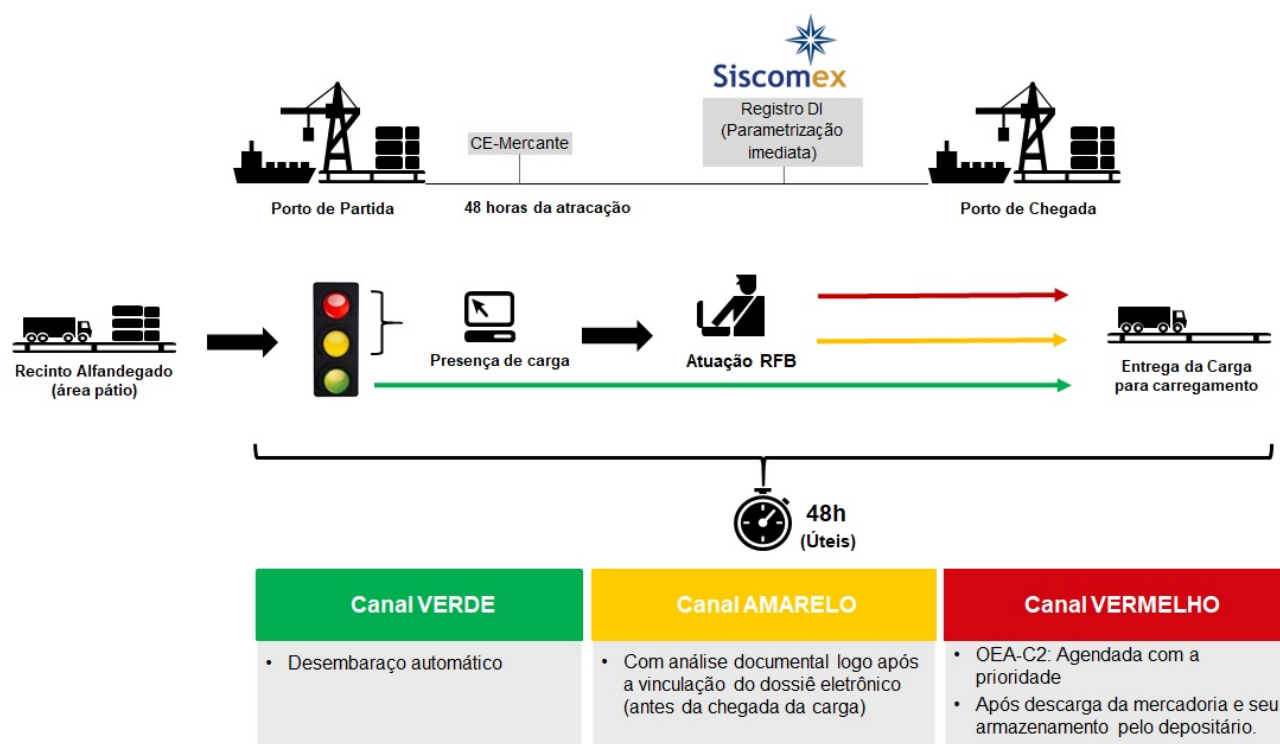 Siscomex
Registro DI
(Parametrização
imediata)
CE-Mercante
Porto de Partida
48 horas da atracação
Porto de Chegada
Recinto Alfandegado
(área pátio)
Presença de carga
Atuação RFB
Entrega da Carga
para carregamento
48h
(Úteis)
Canal VERDE
• Desembaraço automático
Canal AMARELO
• Com análise documental logo após
a vinculação do dossiê eletrônico
(antes da chegada da carga)
Canal VERMELHO
• OEA-C2: Agendada com a
prioridade
• Após descarga da mercadoria e seu
armazenamento pelo depositário.